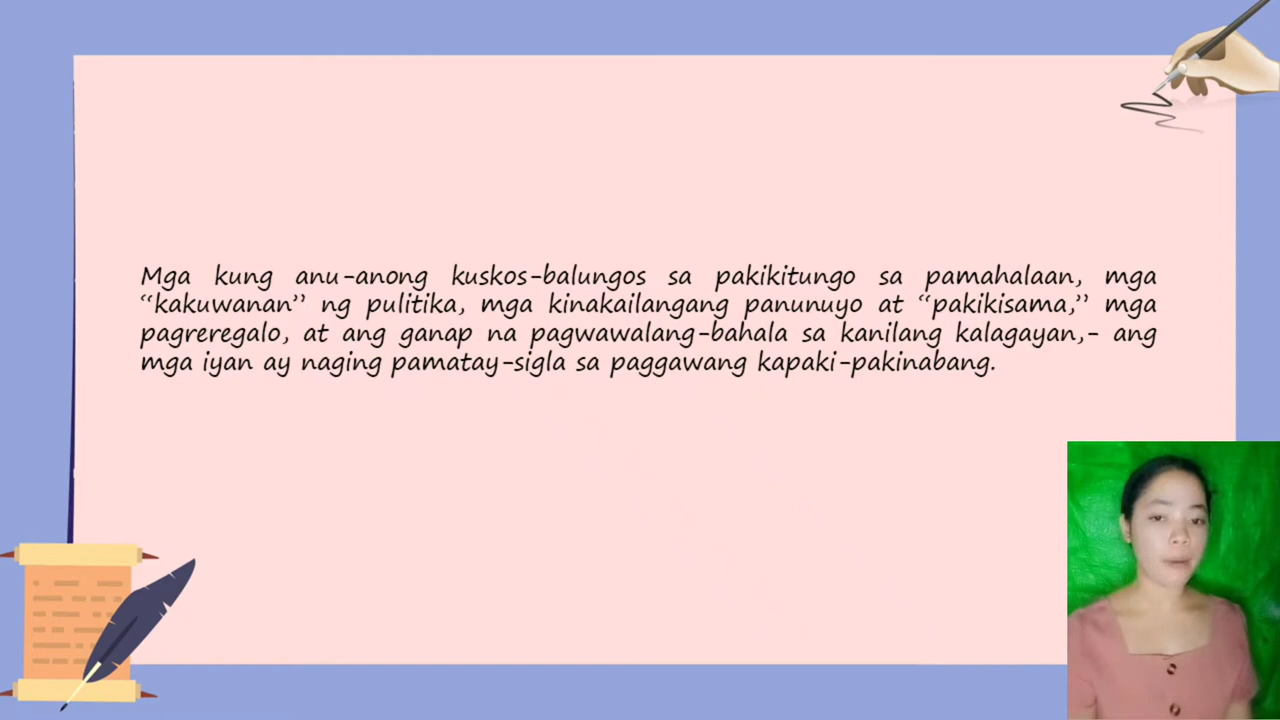 Mga kung anu-anong kuskos-balungos sa pakikitungo sa pamahalaan, mga
“kakuwanan” ng pulitika, mga kinakailangang panunuyo at “pakikisama,” mga
pagreregalo, at ang ganap na pagwawalang-bahala sa kanilang kalagayan,- ang
mga iyan ay naging pamatay-sigla sa paggawang kapaki-pakinabang.